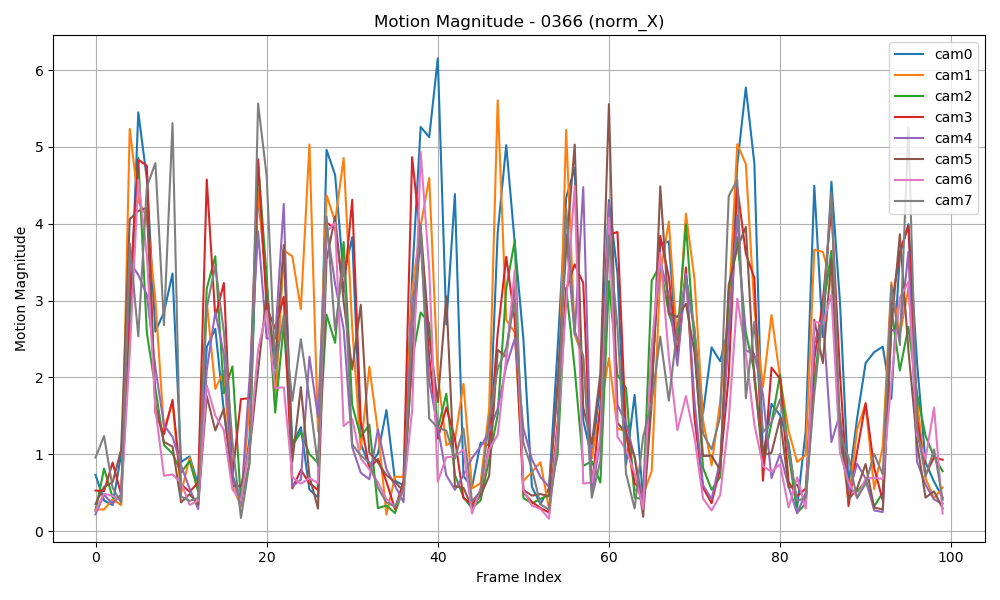 Motion Magnitude - 0366 (norm_X)
Motion Magnitude
6
5
4
3
2
1
0
0
20
40
60
80
100
Frame Index
cam0
cam1
cam2
cam3
cam4
cam5
cam6
cam7